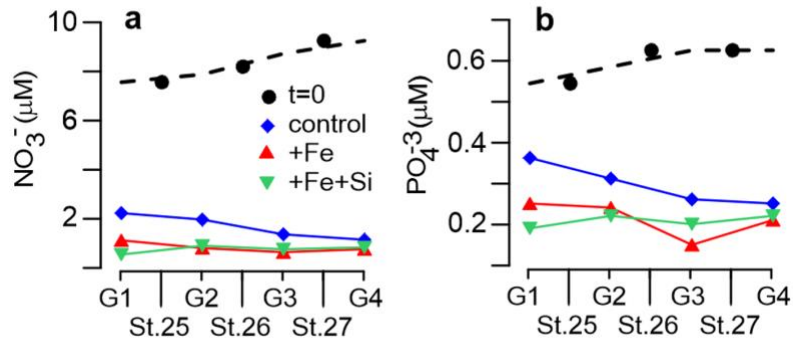 a
NO3- (μM)
10
6
2
t=0
control
+Fe
+Fe+Si
G1 G2 G3 G4
St.25 St.26 St.27
b
PO4-3 (μM)
0.6
0.4
0.2
G1 G2 G3 G4
St.25 St.26 St.27